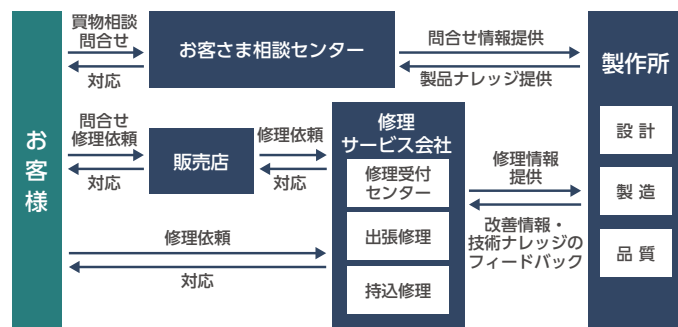 お客様
買物相談
問合せ
対応
お客さま相談センター
問合せ情報提供
製品ナレッジ提供
問合せ
修理依頼
対応
販売店
修理依頼
対応
修理依頼
対応
修理
サービス会社
修理受付
センター
出張修理
持込修理
修理情報
提供
改善情報・
技術ナレッジの
フィードバック
製作所
設計
製造
品質